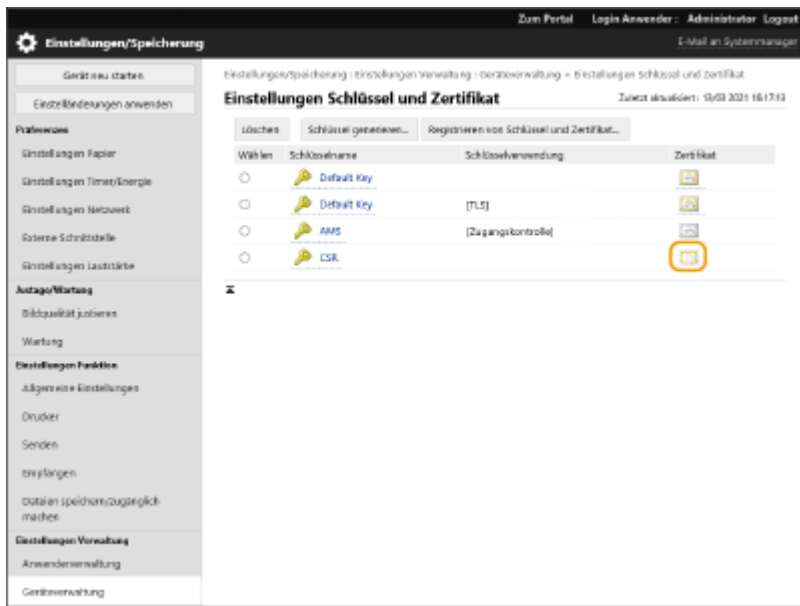 Zum Portal Login Anwender: Administrator Logout
Einstellungen/Speicherung
E-Mail an Systemmanager
Gerät neu starten
Einstelländerungen anwenden
Präferenzen
Einstellungen Papier
Einstellungen Timer/Energie
Einstellungen Netzwerk
Externe Schnittstelle
Einstellungen Lautstärke
Justage/Wartung
Bildqualität justieren
Wartung
Einstellungen Funktion
Allgemeine Einstellungen
Drucker
Senden
Empfangen
Dateien speichern/zugänglich
machen
Einstellungen Verwaltung
Anwenderverwaltung
Geräteverwaltung
Einstellungen/Speicherung : Einstellungen Verwaltung : Geräteverwaltung > Einstellungen Schlüssel und Zertifikat
Einstellungen Schlüssel und Zertifikat
Zuletzt aktualisiert: 13/03 2021 16:17:13
Löschen Schlüssel generieren... Registrieren von Schlüssel und Zertifikat...
Wählen Schlüsselname Schlüsselverwendung Zertifikat
Default Key
Default Key [TLS]
AMS [Zugangskontrolle]
CSR